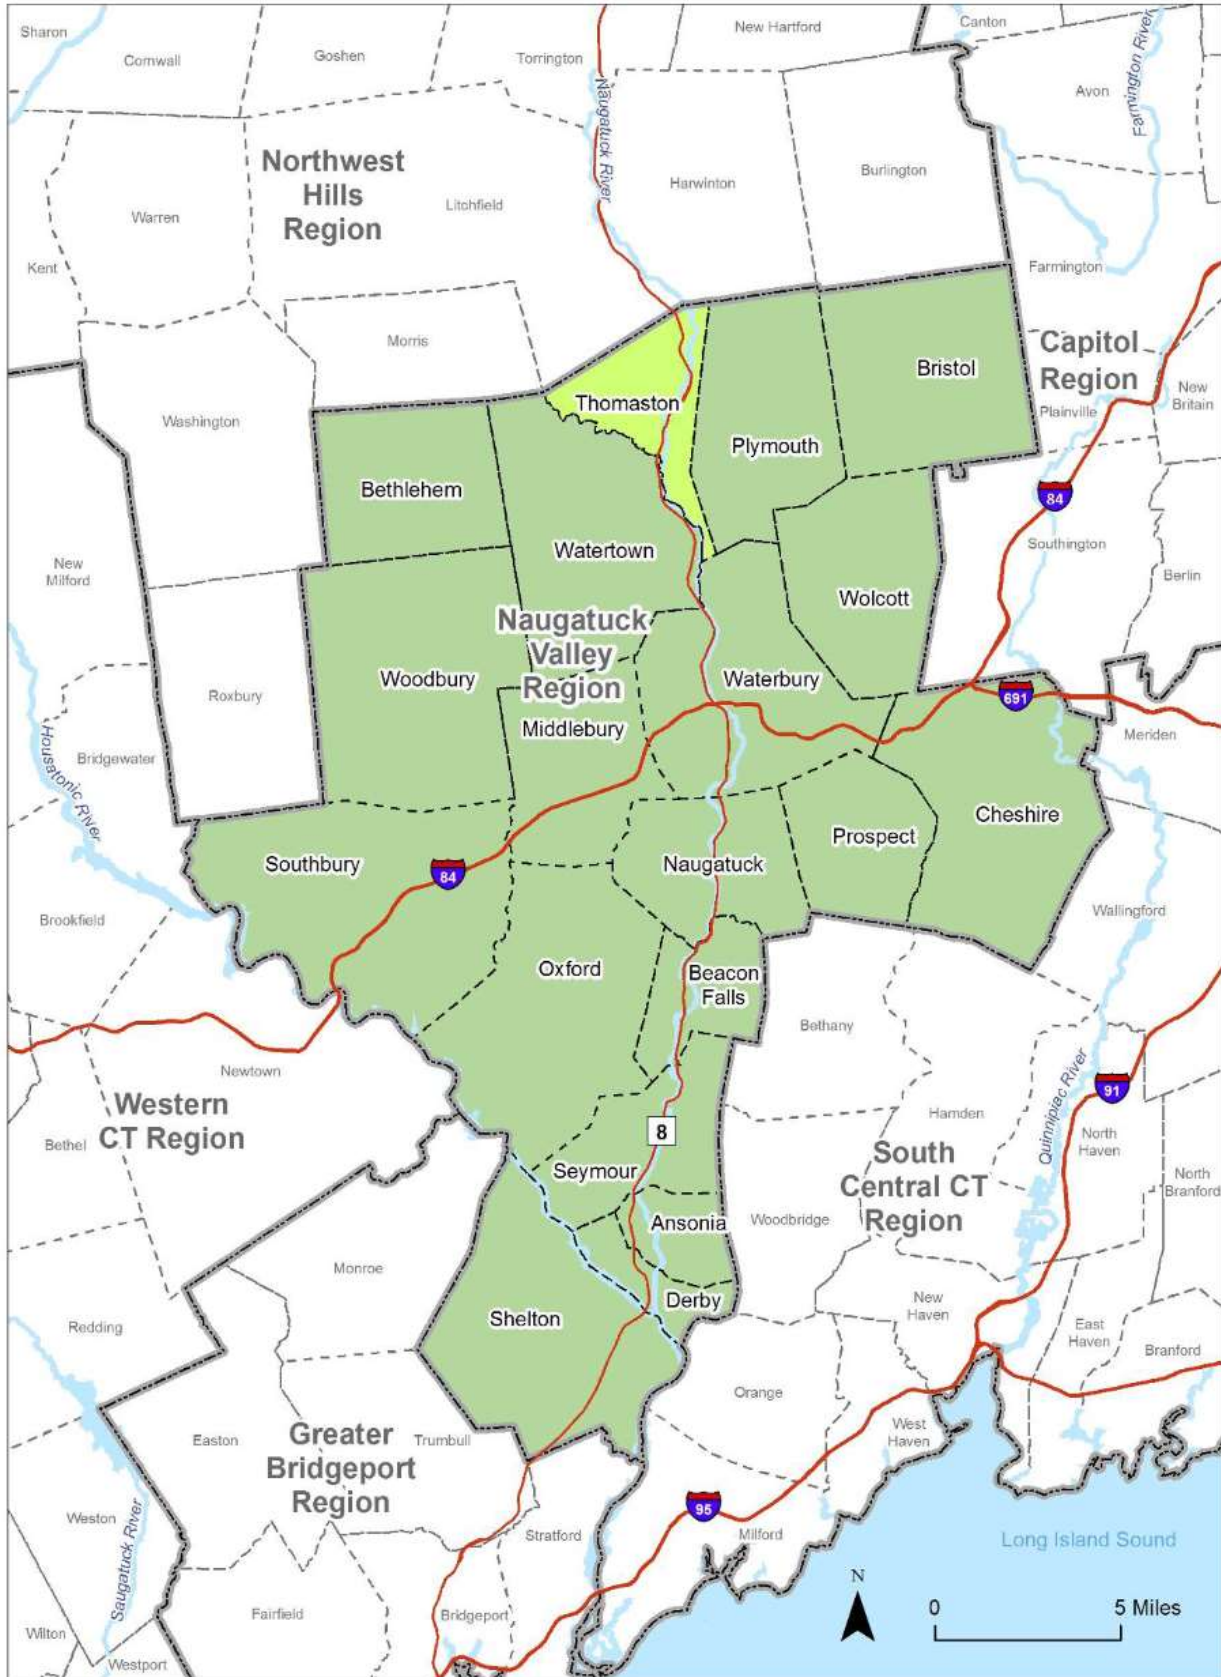 Sharon
Cornwall
Goshen
Torrington
New Hartford
Canton
Farmington River
Avon
Naugatuck River
Northwest
Hills
Region
Litchfield
Harwinton
Burlington
Warren
Kent
Farmington
Morris
Capitol
Region
Bristol
Thomaston
Plainville
New
Britain
Washington
Plymouth
Bethlehem
84
Southington
Watertown
New
Milford
Berlin
Wolcott
Naugatuck
Valley
Region
Woodbury
Waterbury
Roxbury
691
Middlebury
Meriden
Housatonic River
Bridgewater
Cheshire
Prospect
Southbury
Naugatuck
84
Brookfield
Wallingford
Oxford
Beacon
Falls
Bethany
Newtown
Quinnipiac River
91
Western
CT Region
Hamden
8
North
Haven
Bethel
South
Central CT
Region
Seymour
North
Branford
Ansonia
Woodbridge
Monroe
Derby
New
Haven
Shelton
Redding
East
Haven
Branford
Orange
West
Haven
Greater
Bridgeport
Region
Easton
Trumbull
95
Weston
Saugatuck River
Stratford
Milford
Long Island Sound
N
0 5 Miles
Fairfield
Bridgeport
Wilton
Westport